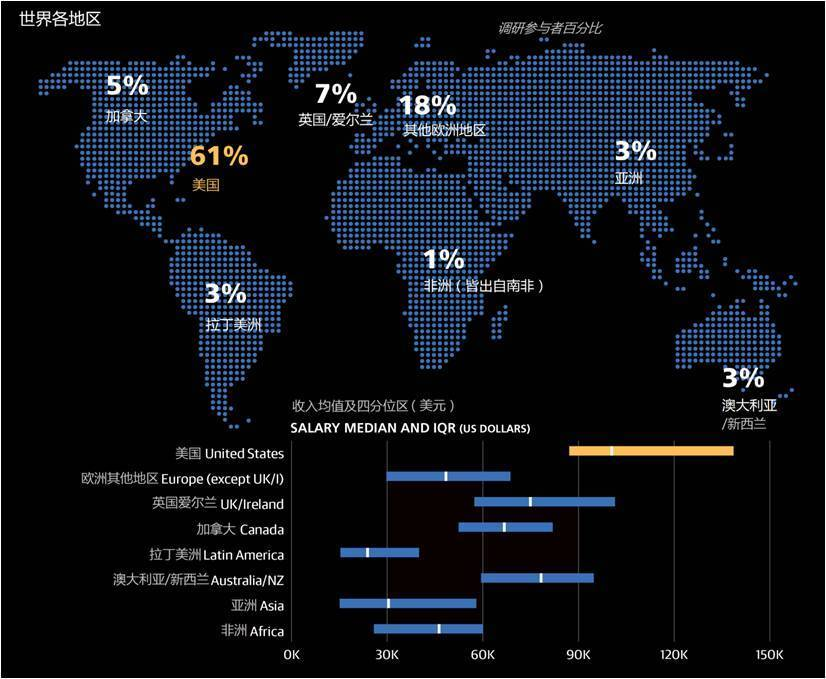 世界各地区
调研参与者百分比
5%
加拿大
7%
英国/爱尔兰
18%
其他欧洲地区
61%
美国
3%
亚洲
1%
非洲（皆出自南非）
3%
拉丁美洲
3%
澳大利亚
/新西兰
收入均值及四分位区（美元）
SALARY MEDIAN AND IQR (US DOLLARS)
美国 United States
欧洲其他地区 Europe (except UK/I)
英国爱尔兰 UK/Ireland
加拿大 Canada
拉丁美洲 Latin America
澳大利亚/新西兰 Australia/NZ
亚洲 Asia
非洲 Africa
0K 30K 60K 90K 120K 150K